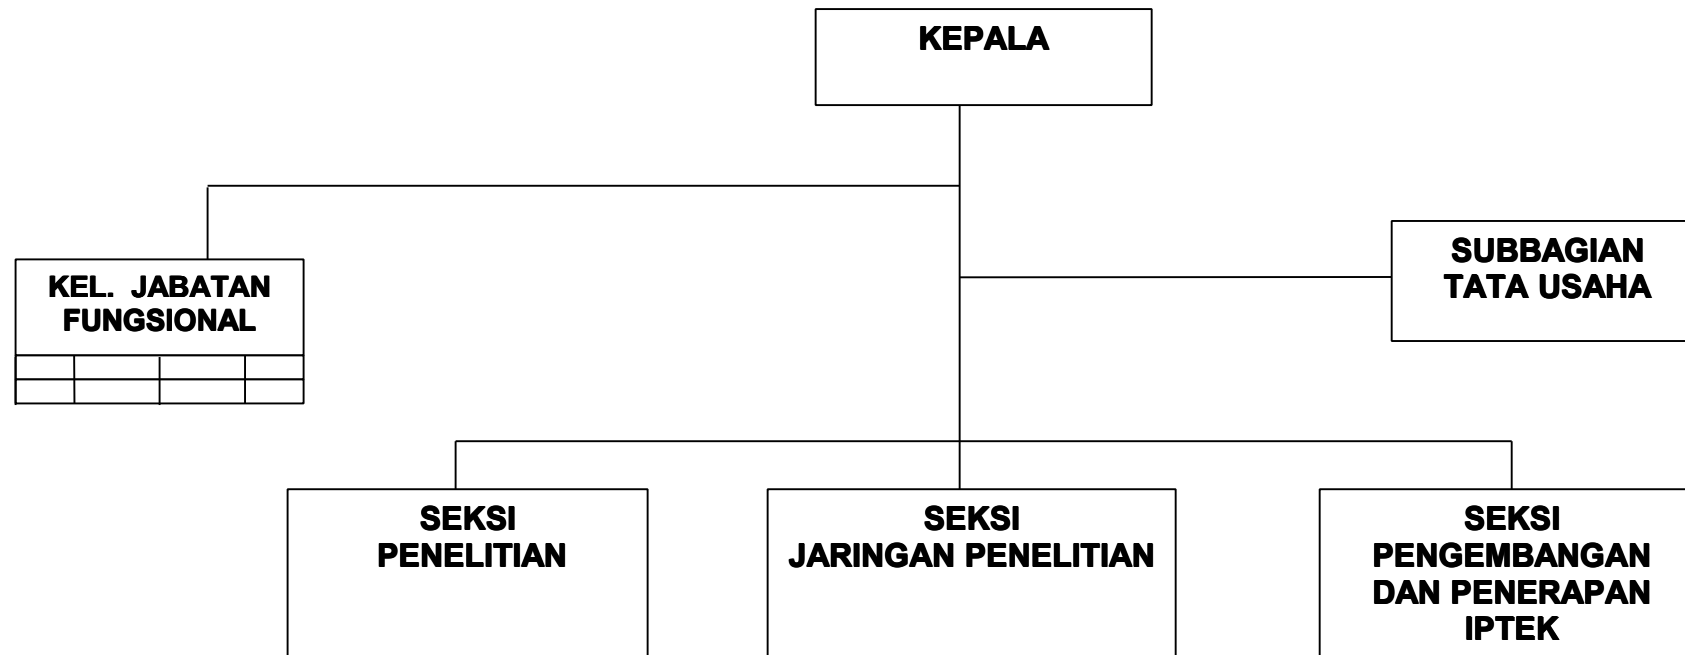 KEPALA
KEL. JABATAN
FUNGSIONAL
SUBBAGIAN
TATA USAHA
SEKSI
PENELITIAN
SEKSI
JARINGAN PENELITIAN
SEKSI
PENGEMBANGAN
DAN PENERAPAN
IPTEK